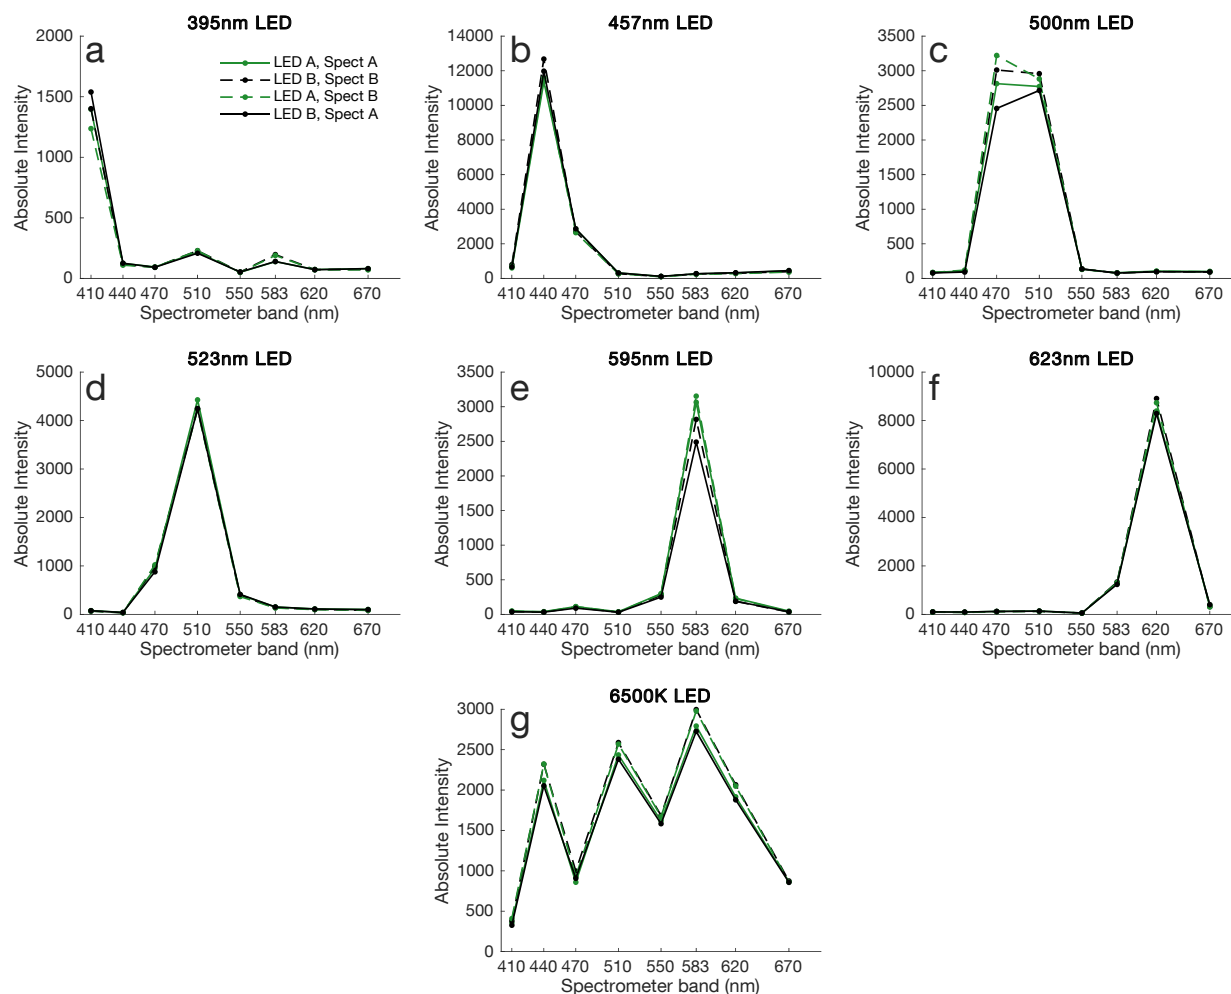 395nm LED
a
2000
1500
1000
500
0
Absolute Intensity
LED A, Spect A
LED B, Spect B
LED A, Spect B
LED B, Spect A
410 440 470 510 550 583 620 670
Spectrometer band (nm)
457nm LED
b
14000
12000
10000
8000
6000
4000
2000
0
Absolute Intensity
410 440 470 510 550 583 620 670
Spectrometer band (nm)
500nm LED
c
3500
3000
2500
2000
1500
1000
500
0
Absolute Intensity
410 440 470 510 550 583 620 670
Spectrometer band (nm)
523nm LED
d
5000
4000
3000
2000
1000
0
Absolute Intensity
410 440 470 510 550 583 620 670
Spectrometer band (nm)
595nm LED
e
3500
3000
2500
2000
1500
1000
500
0
Absolute Intensity
410 440 470 510 550 583 620 670
Spectrometer band (nm)
623nm LED
f
10000
8000
6000
4000
2000
0
Absolute Intensity
410 440 470 510 550 583 620 670
Spectrometer band (nm)
6500K LED
g
3000
2500
2000
1500
1000
500
0
Absolute Intensity
410 440 470 510 550 583 620 670
Spectrometer band (nm)